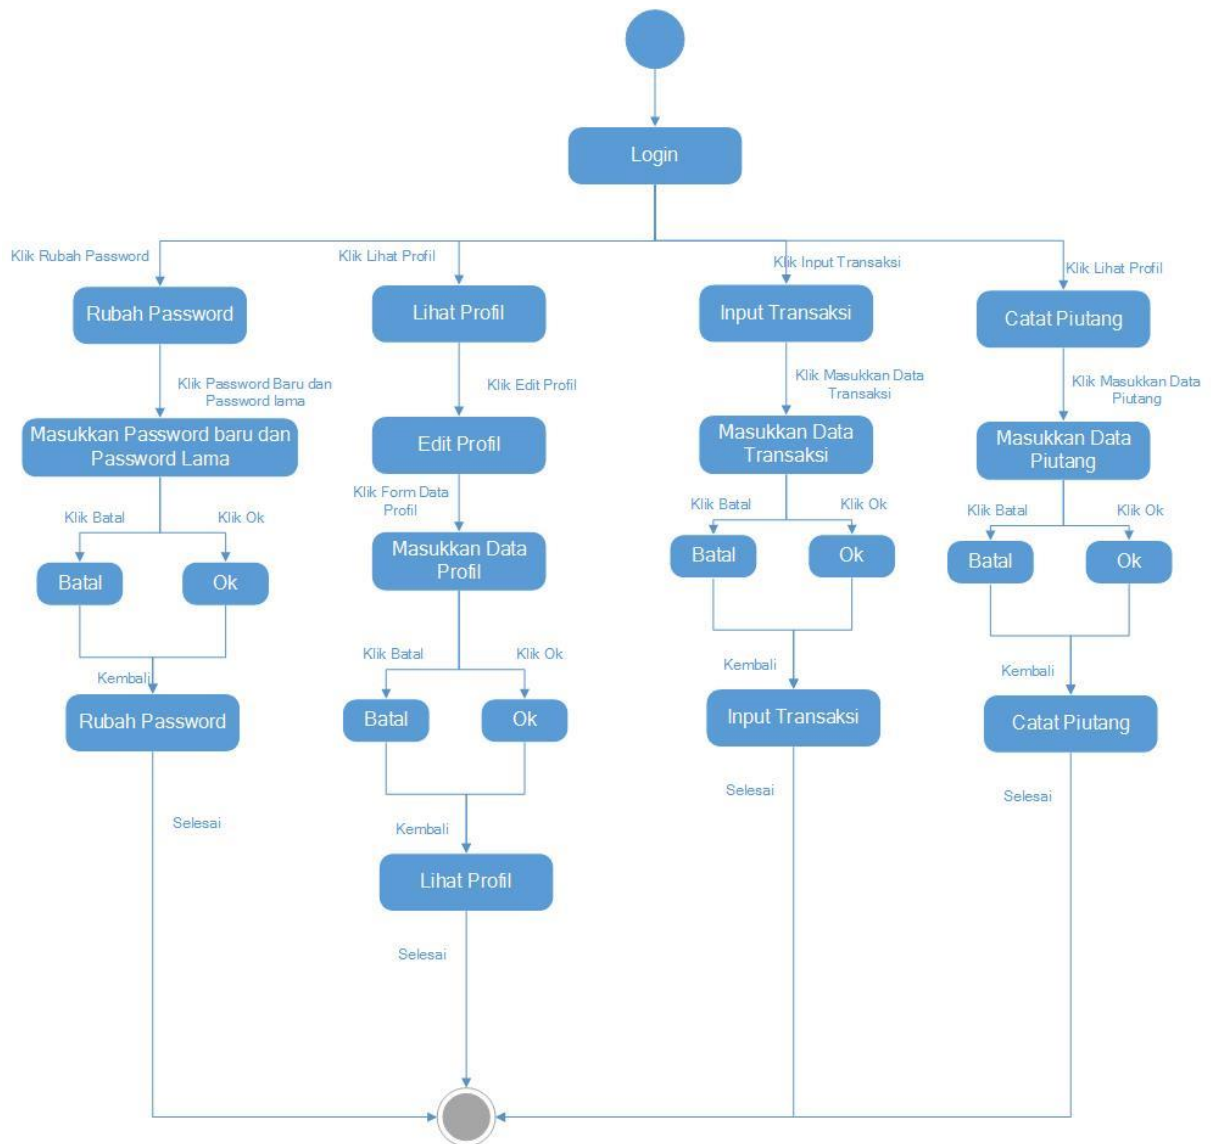 Login
Klik Rubah Password
Klik Lihat Profil
Klik Input Transaksi
Klik Lihat Profil
Rubah Password
Lihat Profil
Input Transaksi
Catat Piutang
Klik Password Baru dan
Password lama
Klik Edit Profil
Klik Masukkan Data
Transaksi
Klik Masukkan Data
Piutang
Masukkan Password baru dan
Password Lama
Edit Profil
Masukkan Data
Transaksi
Masukkan Data
Piutang
Klik Form Data
Profil
Klik Batal
Klik Ok
Masukkan Data
Profil
Klik Batal
Klik Ok
Klik Batal
Klik Ok
Batal
Ok
Batal
Ok
Batal
Ok
Klik Batal
Klik Ok
Kembali
Kembali
Kembali
Rubah Password
Batal
Ok
Input Transaksi
Catat Piutang
Selesai
Kembali
Selesai
Selesai
Lihat Profil
Selesai